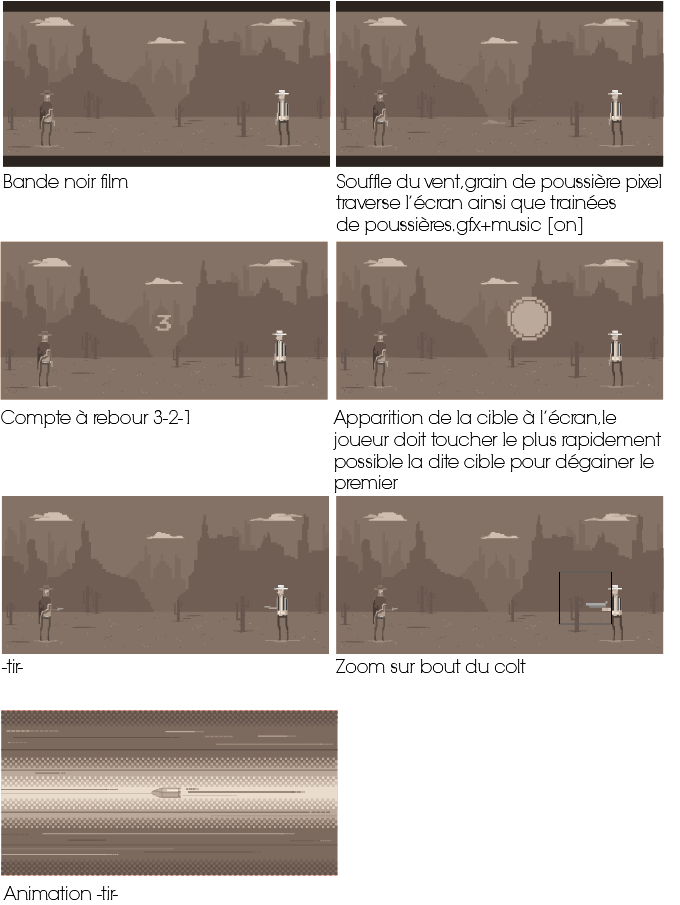 Bande noir film
Souffle du vent,grain de poussière pixel
traverse l'écran ainsi que trainées
de poussières.gfx+music [on]
3
Compte à rebour 3-2-1
Apparition de la cible à l'écran,le
joueur doit toucher le plus rapidement
possible la dite cible pour dégainer le
premier
-tir-
Zoom sur bout du colt
Animation -tir-